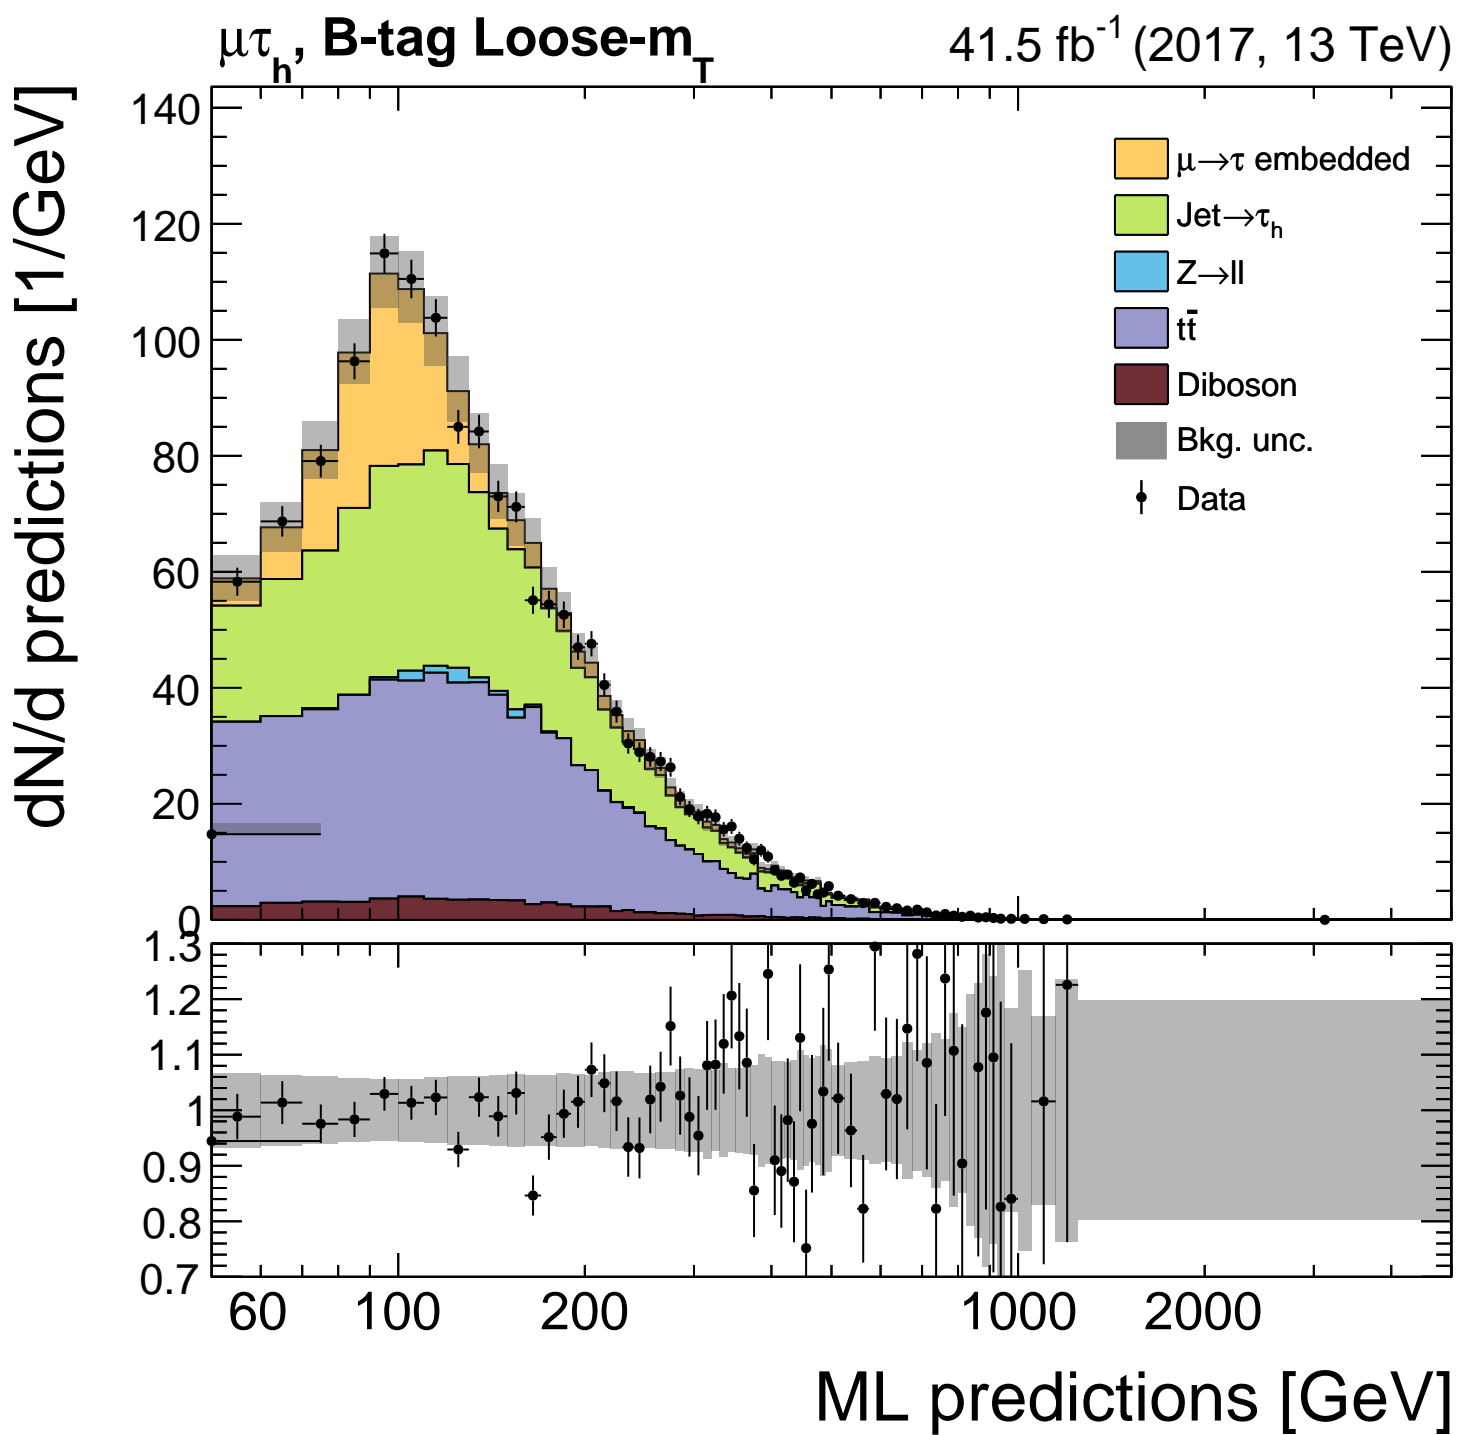 μτₕ, B-tag Loose-m_T
41.5 fb⁻¹ (2017, 13 TeV)
dN/d predictions [1/GeV]
140
120
100
80
60
40
20
0
μ→τ embedded
Jet→τₕ
Z→ll
tt̄
Diboson
Bkg. unc.
Data
1.3
1.2
1.1
1
0.9
0.8
0.7
60 100 200 1000 2000
ML predictions [GeV]